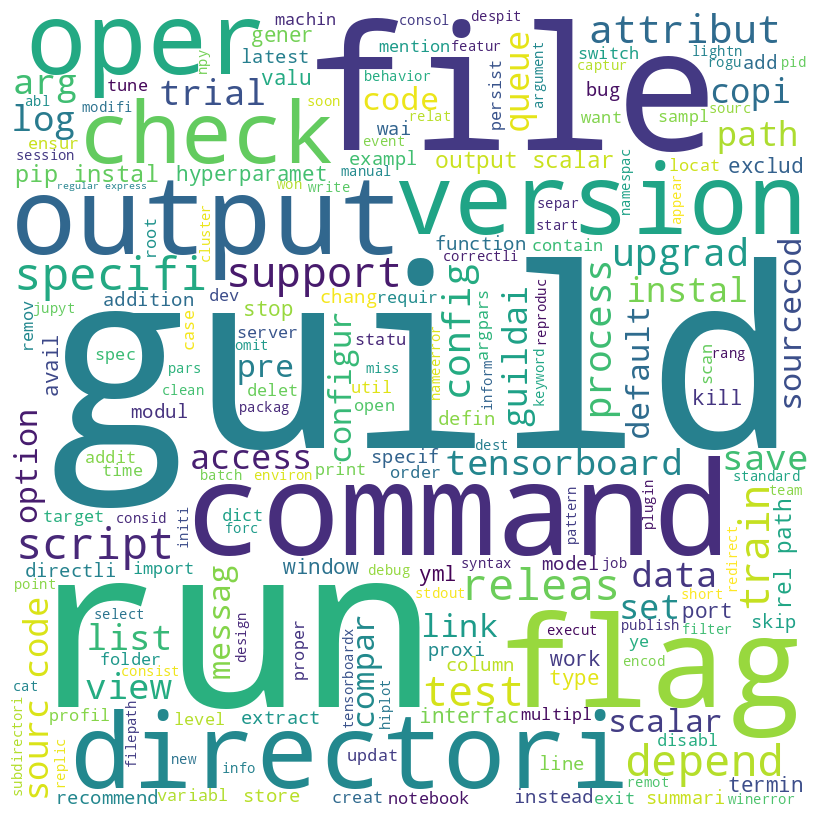 oper
file
machin
consol
despit
attribut
gener
latest
mention
featur
switch
lightn
npy
queue
argument
captur
rogu
add
pid
arg
tune
valu
behavior
persist
bug
copi
abl
modifi
trial
code
soon
relat
want
sampl
sourc
log
check
wai
path
ensur
event
session
exampl
output
scalar
locat
exclud
pip instal
hyperparamet
manual
regular express
won
write
namespac
appear
output
version
separ
start
root
cluster
function
correctli
contain
upgrad
specifi
support
config
requir
argpars
reproduc
guildai
process
instal
sourcecod
addition
dev
chang
remov
jupyt
case
stop
statu
server
omit
configur
miss
nameerror
inform
keyword
default
scan
rang
avail
spec
pre
util
pars
clean
delet
open
packag
defin
kill
modul
guild
dest
option
addit
time
access
batch
environ
print
specif
order
tensorboard
save
standard
target
consid
initi
command
dict
forc
pattern
plugin
team
train
rel path
script
directli
import
window
debug
syntax
yml
model
job
data
redirect
point
messag
stdout
releas
short
select
design
set
port
execut
publish
filter
skip
sourc code
list
run
link
flag
proper
tensorboardx
compar
proxi
work
ye
folder
consist
column
type
encod
cat
view
hiplot
test
subdirectori
replic
profil
filepath
level
extract
interfac
multipl
scalar
disabl
new
directori
updat
line
remot
depend
info
termin
recommend
variabl
store
creat
notebook
instead
exit
summari
winerror